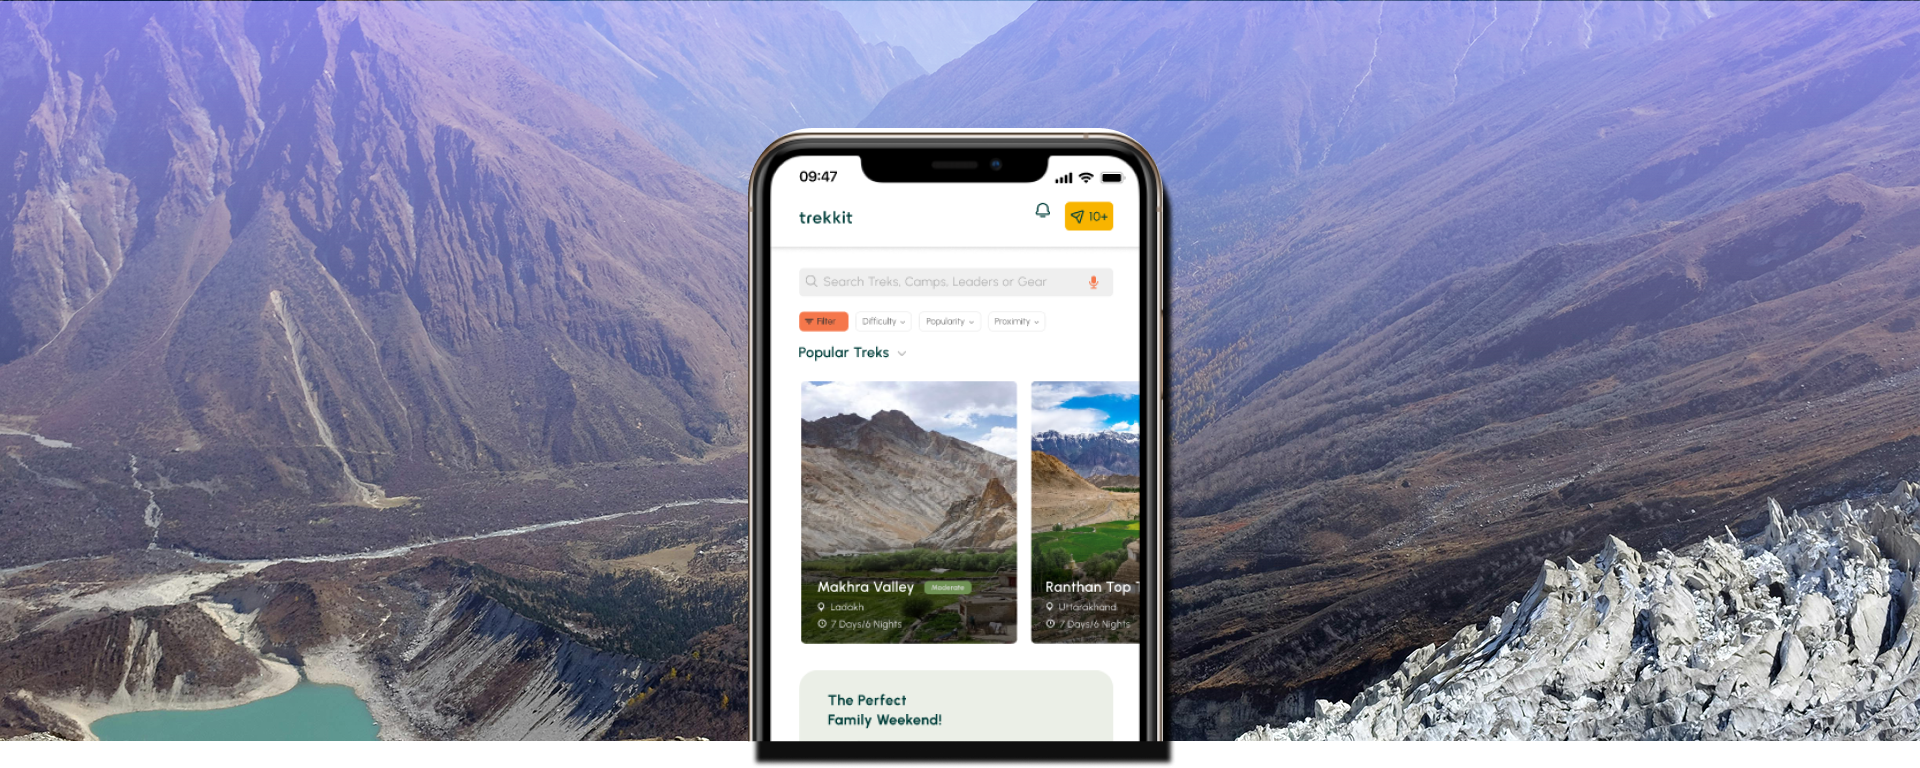 09:47
trekkit
10+
Search Treks, Camps, Leaders or Gear
Filter
Difficulty
Popularity
Proximity
Popular Treks
Makhra Valley
Moderate
Ladakh
7 Days/6 Nights
Ranthan Top
Uttarakhand
7 Days/6 Nights
The Perfect
Family Weekend!